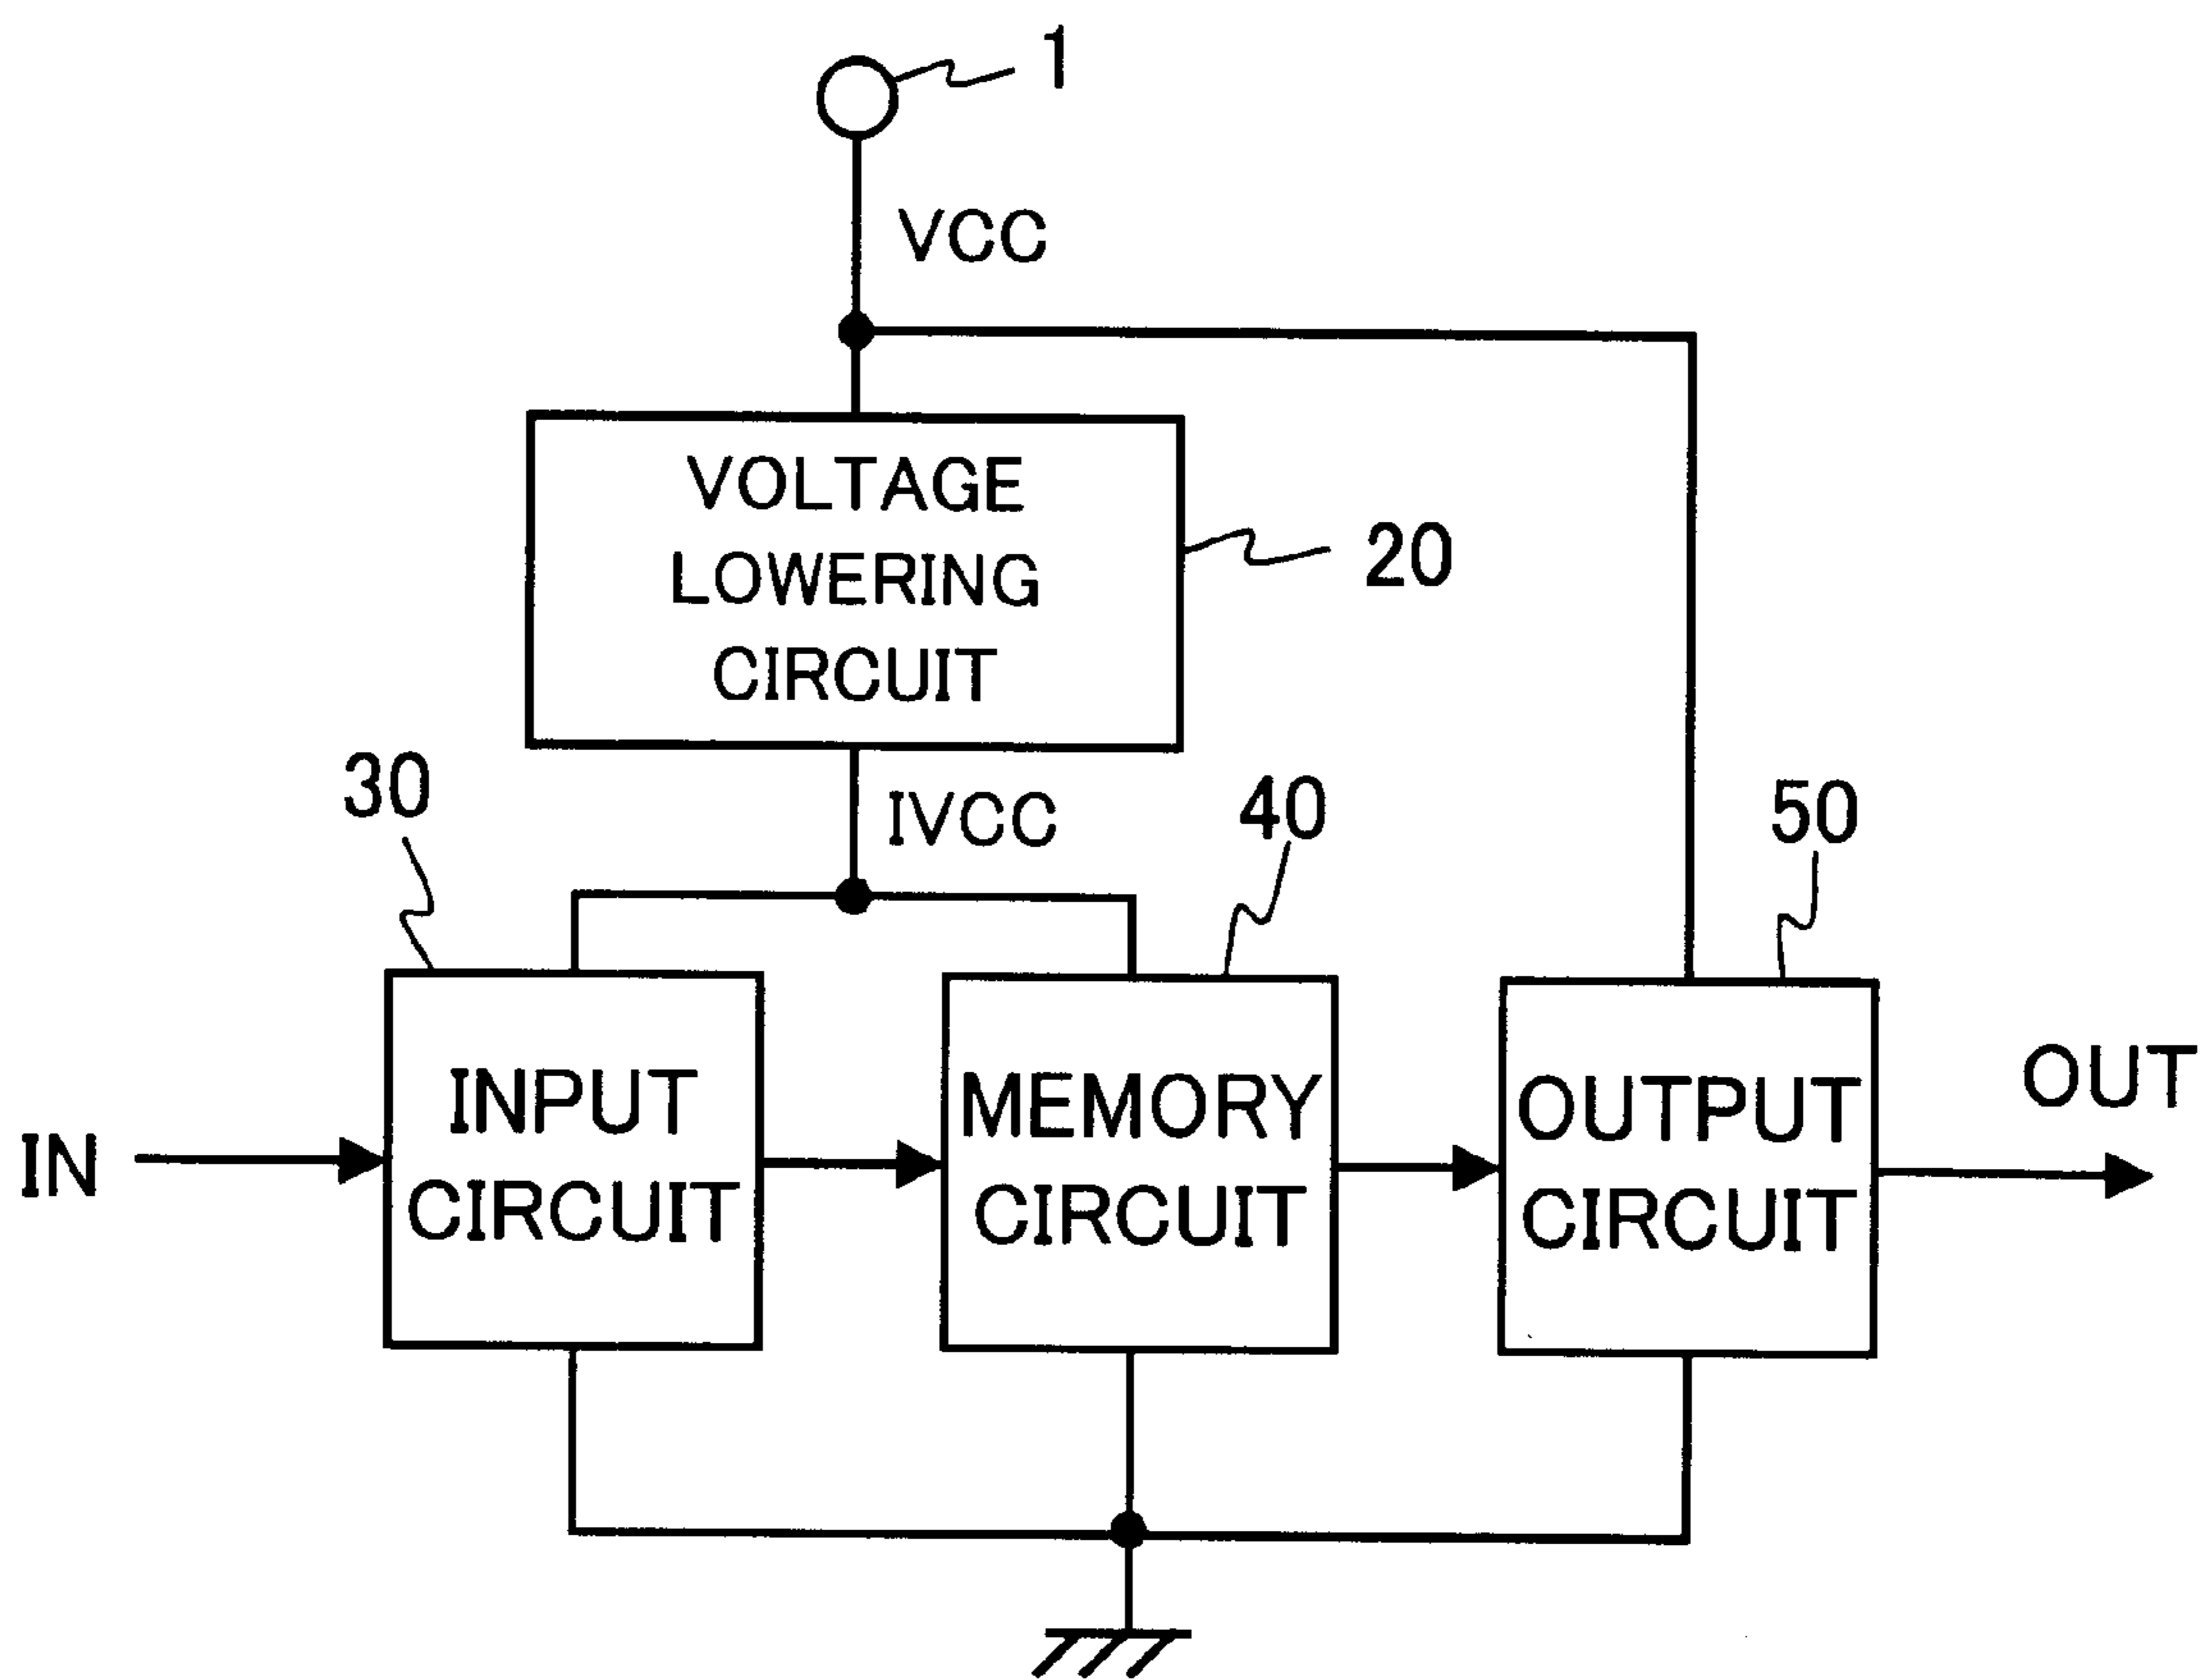 1
VCC
VOLTAGE
LOWERING
CIRCUIT
20
30
IVCC
40
50
IN
INPUT
CIRCUIT
MEMORY
CIRCUIT
OUTPUT
CIRCUIT
OUT